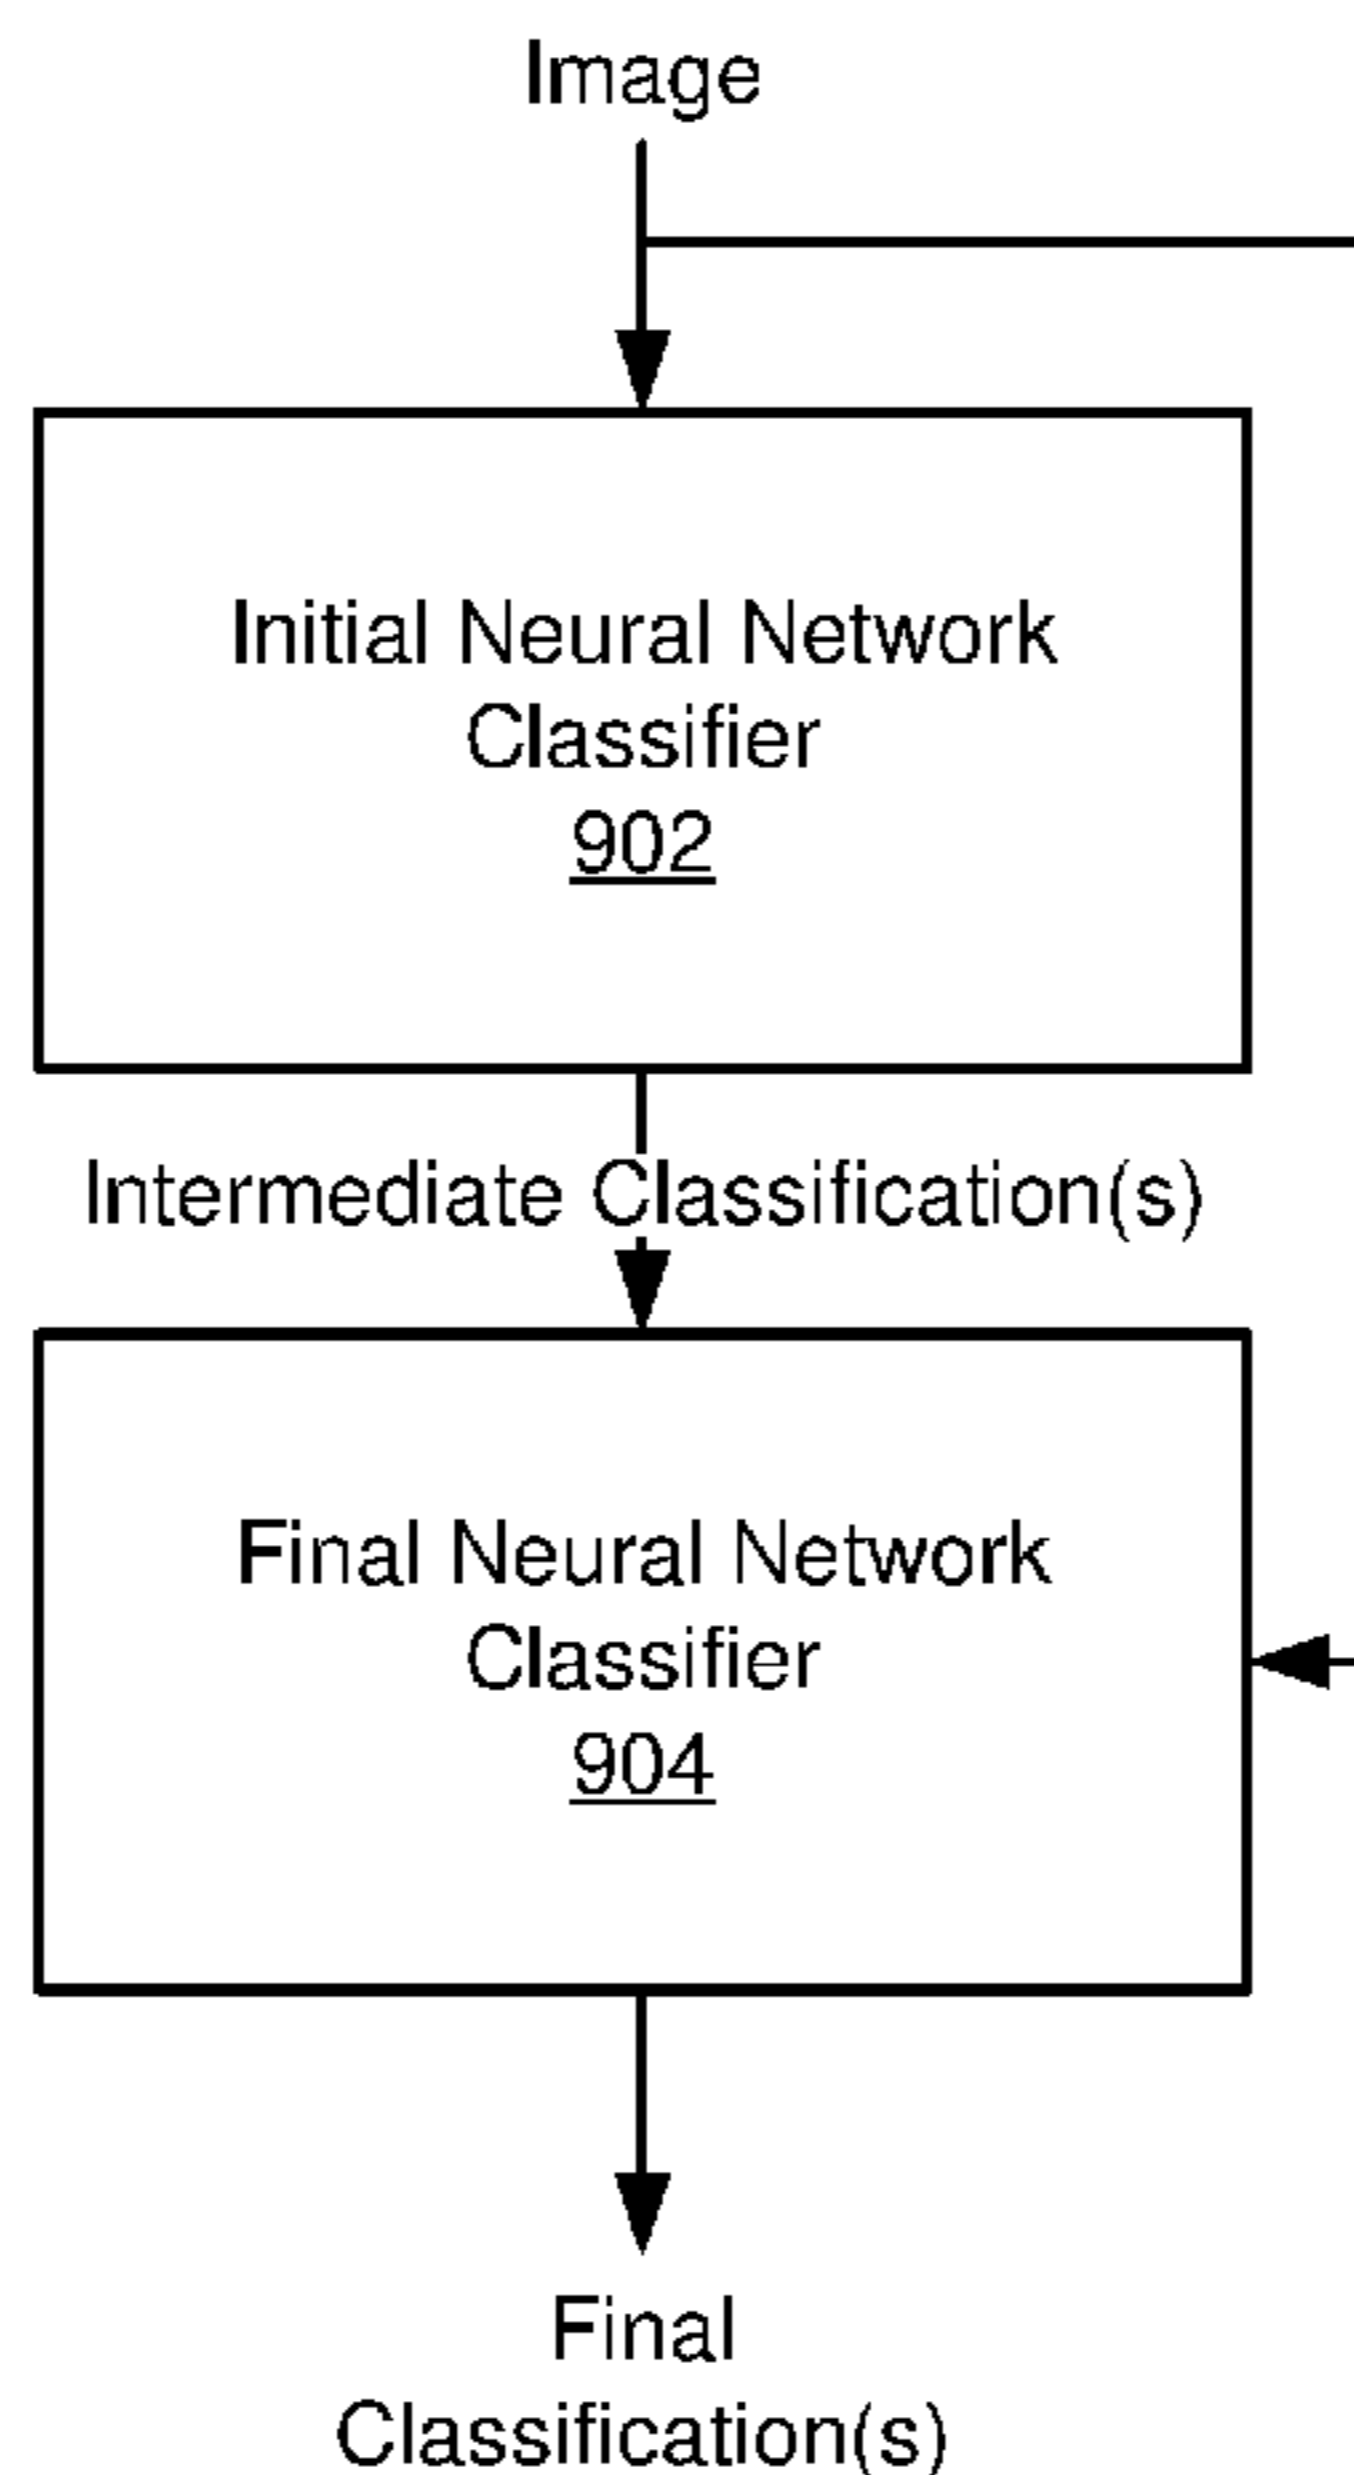 Image
Initial Neural Network
Classifier
902
Intermediate Classification(s)
Final Neural Network
Classifier
904
Final
Classification(s)